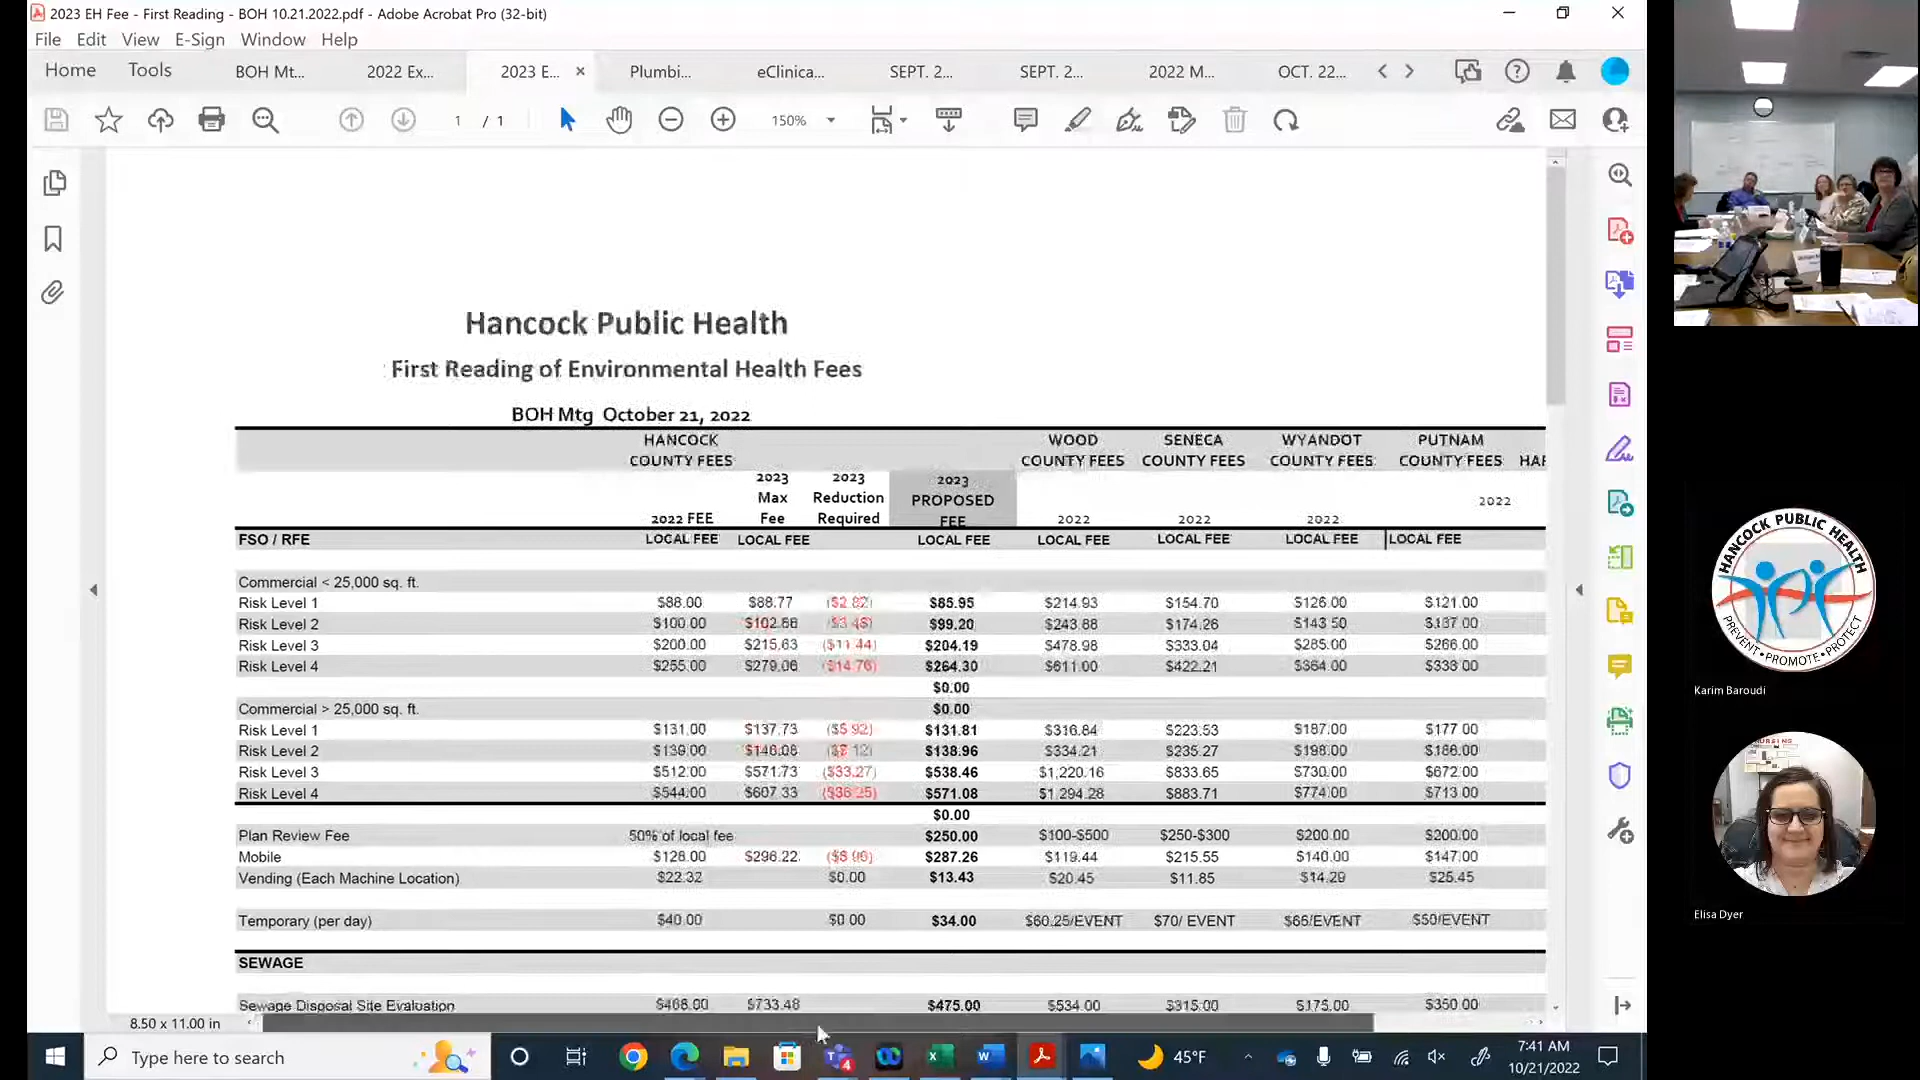 2023 EH Fee - First Reading - BOH 10.21.2022.pdf - Adobe Acrobat Pro (32-bit)
File Edit View E-Sign Window Help
Home Tools BOH Mt... 2022 Ex... 2023 E... × Plumbi... eClinica... SEPT. 2... SEPT. 2... 2022 M... OCT. 22...
1 / 1 150%
Hancock Public Health
First Reading of Environmental Health Fees
BOH Mtg October 21, 2022
HANCOCK WOOD SENECA WYANDOT PUTNAM
COUNTY FEES COUNTY FEES COUNTY FEES COUNTY FEES COUNTY FEES HAR
2023 2023 2023
Max Reduction PROPOSED 2022
2022 FEE Fee Required FEE 2022 2022 2022
FSO / RFE LOCAL FEE LOCAL FEE LOCAL FEE LOCAL FEE LOCAL FEE LOCAL FEE LOCAL FEE
Commercial < 25,000 sq. ft.
Risk Level 1 $88.00 $88.77 ($2.82) $85.95 $214.93 $154.70 $126.00 $121.00
Risk Level 2 $100.00 $102.66 $99.20 $243.68 $174.26 $143.50 $137.00
Risk Level 3 $200.00 $215.63 ($11.44) $204.19 $478.98 $333.04 $285.00 $266.00
Risk Level 4 $255.00 $279.06 ($14.76) $264.30 $611.00 $422.21 $364.00
$0.00
Commercial > 25,000 sq. ft. $0.00
Risk Level 1 $131.00 $137.73 ($5.92) $131.81 $316.84 $223.53 $187.00 $177.00
Risk Level 2 $146.08 ($7.12) $138.96 $334.21 $235.27 $198.00
Risk Level 3 $512.00 $571.73 ($33.27) $538.46 $1,220.16 $833.65 $730.00 $672.00
Risk Level 4 $544.00 $607.33 ($36.25) $571.08 $1,294.28 $883.71 $774.00 $713.00
$0.00
Plan Review Fee 50% of local fee $250.00 $100-$500 $250-$300 $200.00 $200.00
Mobile $126.00 $296.22 $287.26 $119.44 $215.55 $140.00 $147.00
Vending (Each Machine Location) $22.32 $0.00 $13.43 $20.45 $11.85 $14.29 $25.45
Temporary (per day) $40.00 $0.00 $34.00 $60.25/EVENT $70/ EVENT $65/EVENT $50/EVENT
SEWAGE
Sewage Disposal Site Evaluation $733.48 $475.00 $534.00 $315.00 $175.00 $350.00
8.50 x 11.00 in
Type here to search
4
45°F
7:41 AM
10/21/2022
HANCOCK PUBLIC HEALTH
PREVENT • PROMOTE • PROTECT
Karim Baroudi
Elisa Dyer